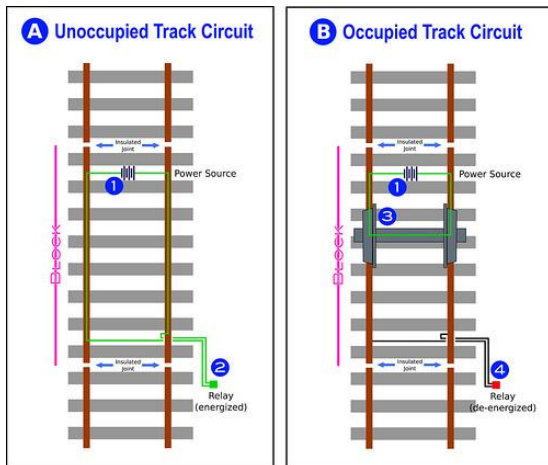 A Unoccupied Track Circuit
Insulated
Joint
1
Power Source
BLOCK
Insulated
Joint
2
Relay
(energized)
B Occupied Track Circuit
Insulated
Joint
1
Power Source
3
BLOCK
Insulated
Joint
4
Relay
(de-energized)